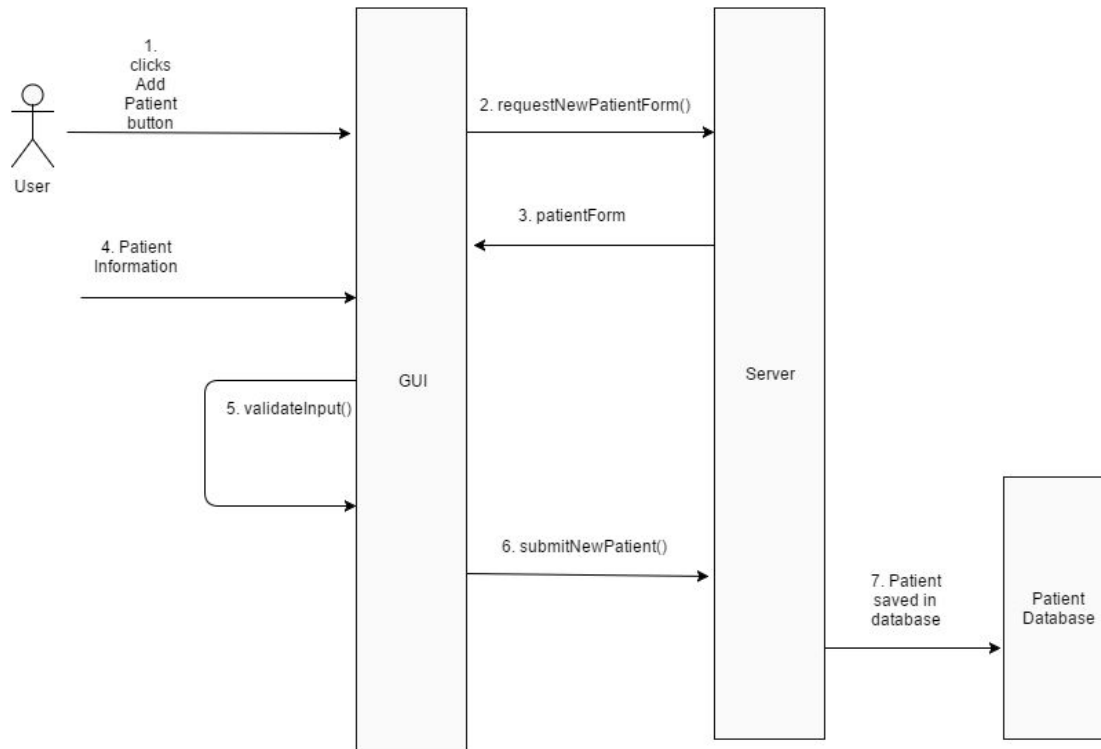 1.
clicks
Add
Patient
button
User
2. requestNewPatientForm()
3. patientForm
4. Patient
Information
GUI
Server
5. validateInput()
6. submitNewPatient()
7. Patient
saved in
database
Patient
Database